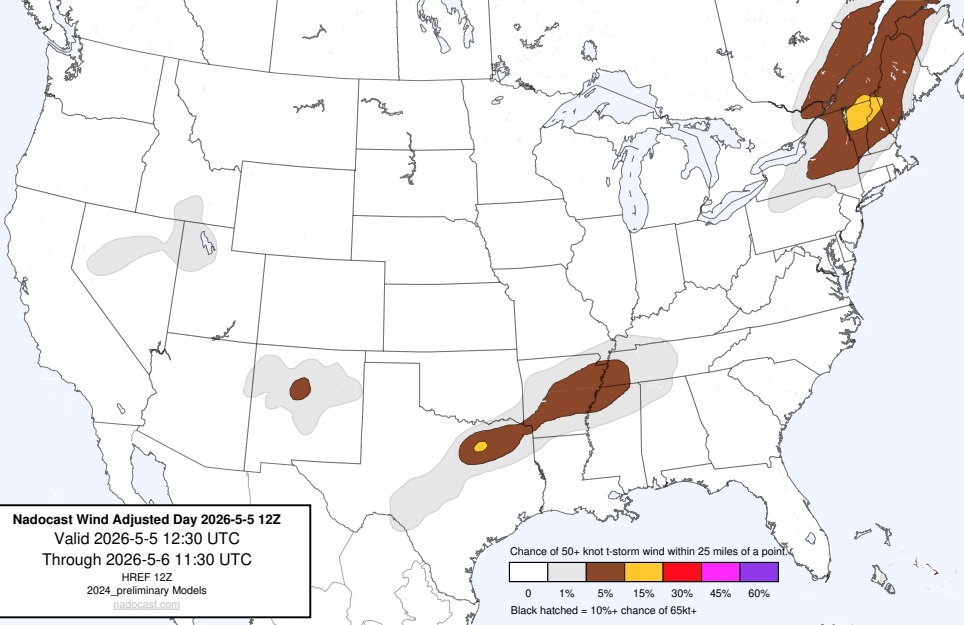 Nadocast Wind Adjusted Day 2026-5-5 12Z
Valid 2026-5-5 12:30 UTC
Through 2026-5-6 11:30 UTC
HREF 12Z
2024_preliminary Models
nadocast.com
Chance of 50+ knot t-storm wind within 25 miles of a point.
0 1% 5% 15% 30% 45% 60%
Black hatched = 10%+ chance of 65kt+